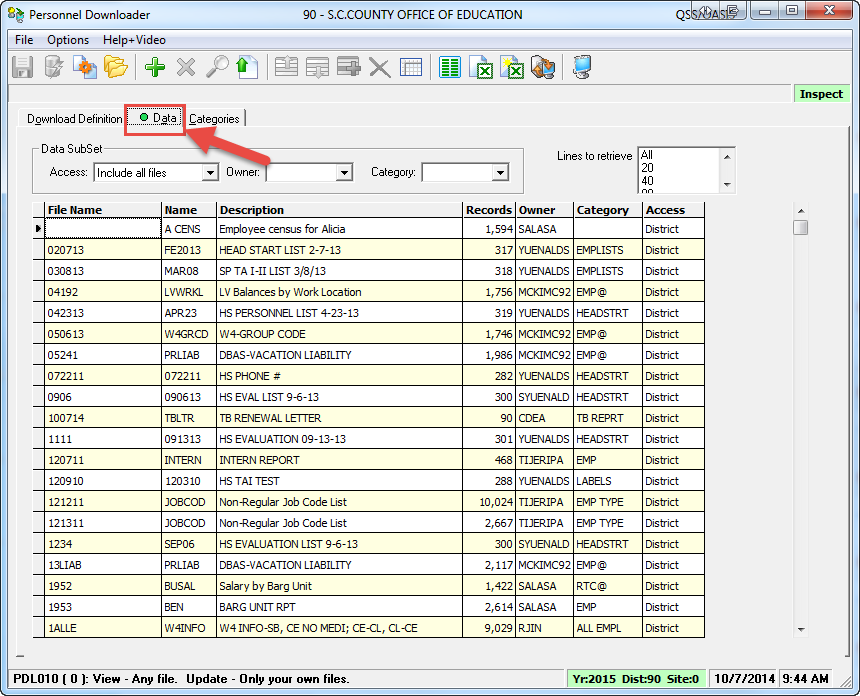 Personnel Downloader 90 - S.C.COUNTY OFFICE OF EDUCATION QSS/OASIS
File Options Help+Video
Inspect
Download Definition Data Categories
Data SubSet
Access: Include all files Owner: Category: Lines to retrieve All
20
40
File Name Name Description Records Owner Category Access
A CENS Employee census for Alicia 1,594 SALASA District
020713 FE2013 HEAD START LIST 2-7-13 317 YUENALDS EMPLISTS District
030813 MAR08 SP TA I-II LIST 3/8/13 318 YUENALDS EMPLISTS District
04192 LVWRKL LV Balances by Work Location 1,756 MCKIMC92 EMP@ District
042313 APR23 HS PERSONNEL LIST 4-23-13 319 YUENALDS HEADSTRT District
050613 W4GRCD W4-GROUP CODE 1,746 MCKIMC92 EMP@ District
05241 PRLIAB DBAS-VACATION LIABILITY 1,986 MCKIMC92 EMP@ District
072211 072211 HS PHONE # 282 YUENALDS HEADSTRT District
0906 090613 HS EVAL LIST 9-6-13 300 SYUENALD HEADSTRT District
100714 TBLTR TB RENEWAL LETTER 90 CDEA TB REPRT District
1111 091313 HS EVALUATION 09-13-13 301 YUENALDS HEADSTRT District
120711 INTERN INTERN REPORT 468 TIJERIPA EMP District
120910 120310 HS TAI TEST 288 YUENALDS LABELS District
121211 JOBCOD Non-Regular Job Code List 10,024 TIJERIPA EMP TYPE District
121311 JOBCOD Non-Regular Job Code List 2,667 TIJERIPA EMP TYPE District
1234 SEP06 HS EVALUATION LIST 9-6-13 300 SYUENALD HEADSTRT District
13LIAB PRLIAB DBAS-VACATION LIABILITY 2,117 MCKIMC92 EMP@ District
1952 BUSAL Salary by Barg Unit 1,422 SALASA RTC@ District
1953 BEN BARG UNIT RPT 2,614 SALASA EMP District
1ALLE W4INFO W4 INFO-SB, CE NO MEDI; CE-CL, CL-CE 9,029 RJIN ALL EMPL District
PDL010 ( 0 ): View - Any file. Update - Only your own files. Yr:2015 Dist:90 Site:0 10/7/2014 9:44 AM